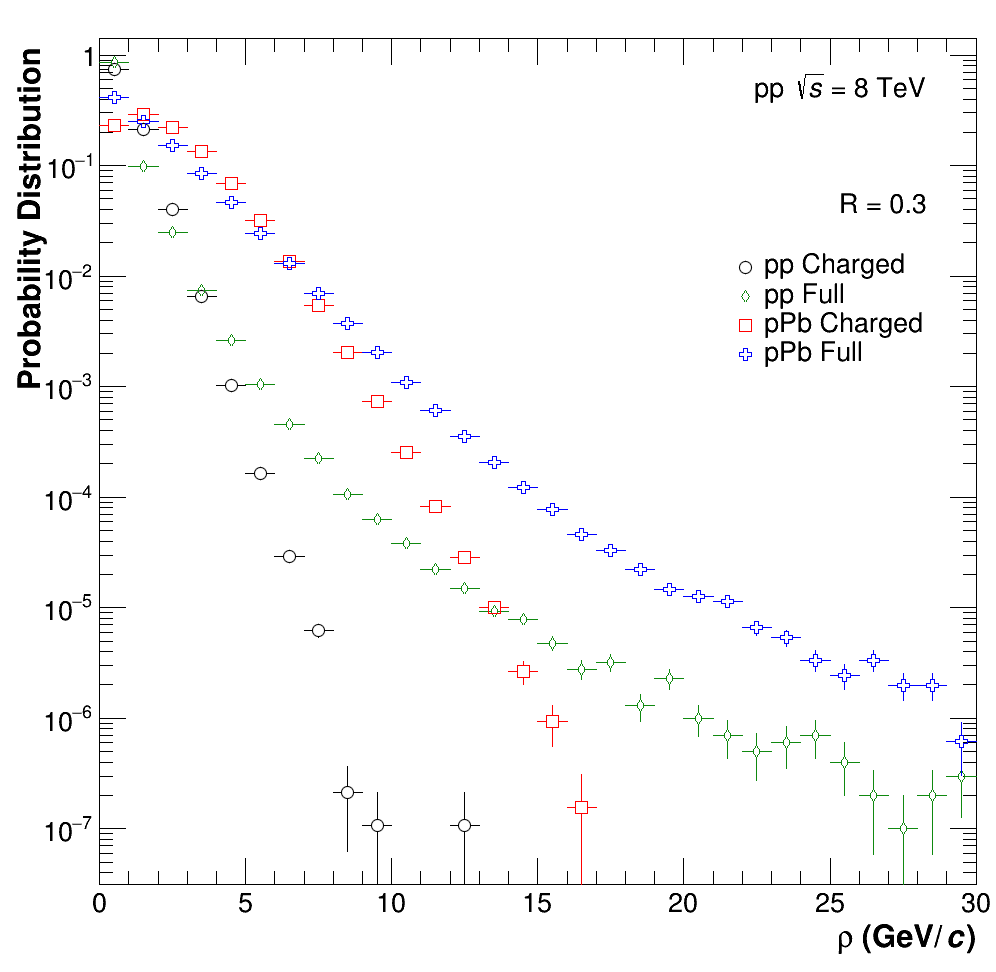 Probability Distribution
1
10⁻¹
10⁻²
10⁻³
10⁻⁴
10⁻⁵
10⁻⁶
10⁻⁷
pp √s = 8 TeV
R = 0.3
pp Charged
pp Full
pPb Charged
pPb Full
0 5 10 15 20 25 30
ρ (GeV/c)